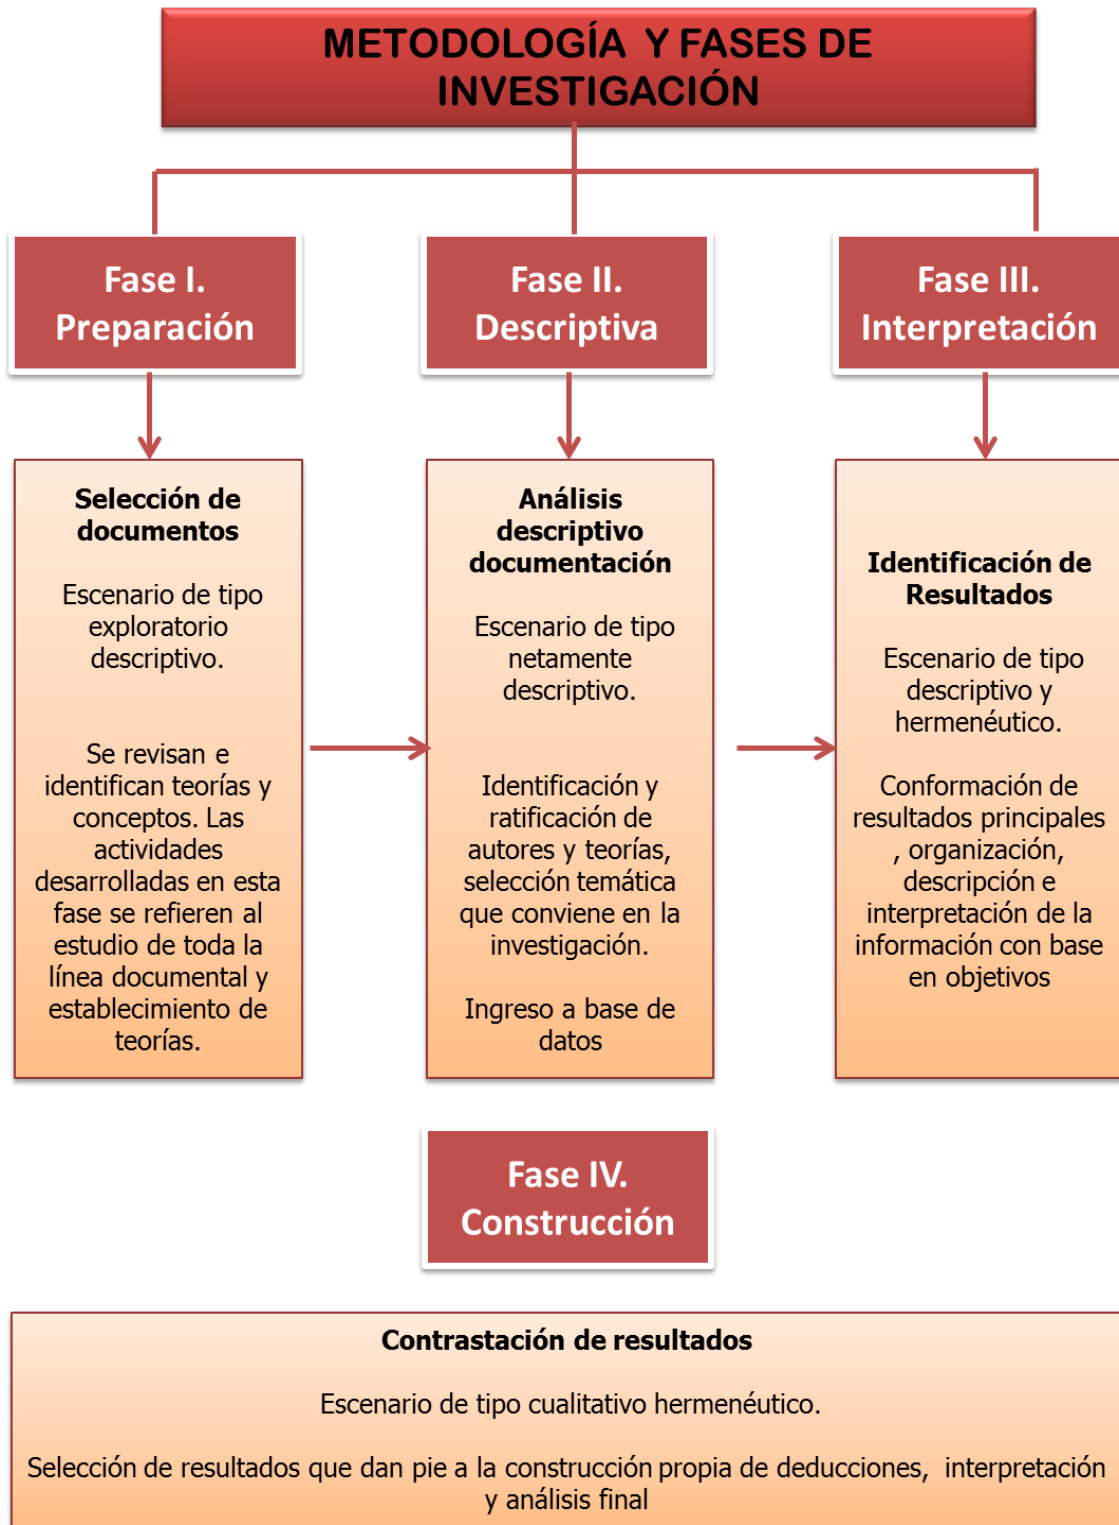 METODOLOGÍA Y FASES DE
INVESTIGACIÓN
Fase I.
Preparación
Fase II.
Descriptiva
Fase III.
Interpretación
Selección de
documentos
Escenario de tipo
exploratorio
descriptivo.
Se revisan e
identifican teorías y
conceptos. Las
actividades
desarrolladas en esta
fase se refieren al
estudio de toda la
línea documental y
establecimiento de
teorías.
Análisis
descriptivo
documentación
Escenario de tipo
netamente
descriptivo.
Identificación y
ratificación de
autores y teorías,
selección temática
que conviene en la
investigación.
Ingreso a base de
datos
Identificación de
Resultados
Escenario de tipo
descriptivo y
hermenéutico.
Conformación de
resultados principales
, organización,
descripción e
interpretación de la
información con base
en objetivos
Fase IV.
Construcción
Contrastación de resultados
Escenario de tipo cualitativo hermenéutico.
Selección de resultados que dan pie a la construcción propia de deducciones, interpretación
y análisis final